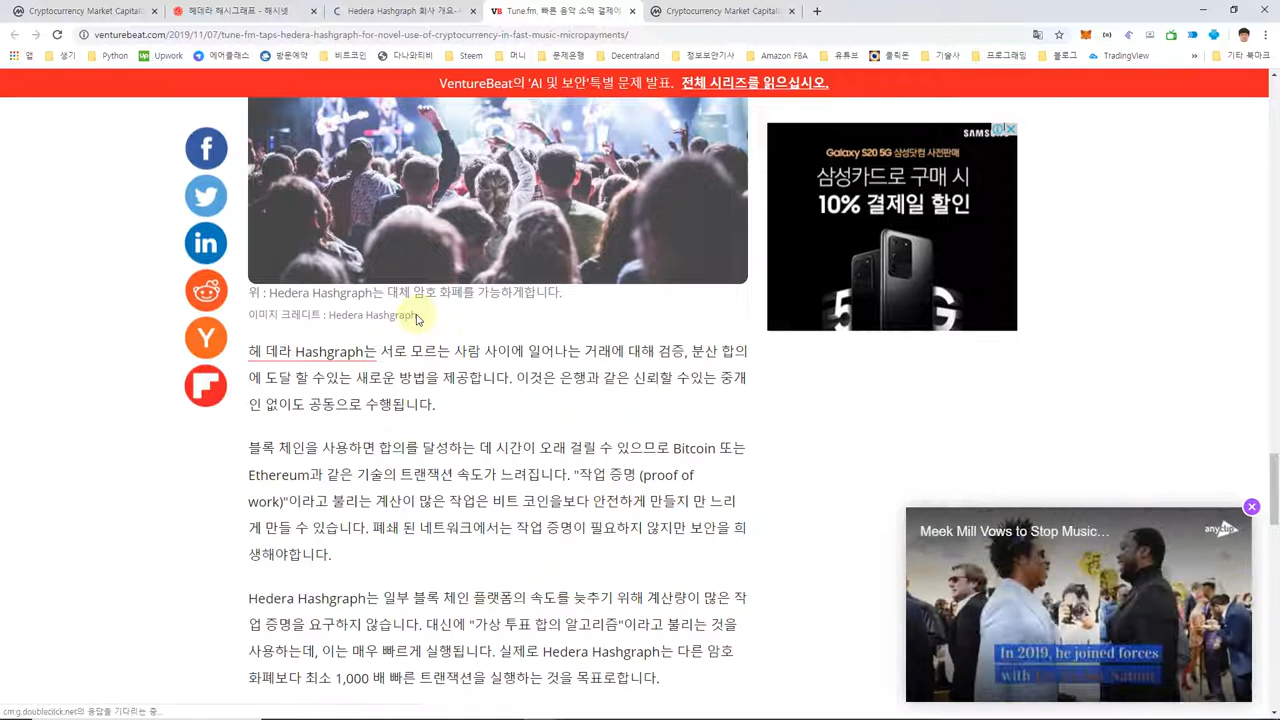 Cryptocurrency Market Capitaliz
헤데라 해시그래프 - 해시넷
Hedera Hashgraph 회사 개요-
Tune.fm, 빠른 음악 소액 결제에
Cryptocurrency Market Capitaliz
venturebeat.com/2019/11/07/tune-fm-taps-hedera-hashgraph-for-novel-use-of-cryptocurrency-in-fast-music-micropayments/
앱
생기
Python
Upwork
에어클래스
방문예약
비트코인
다나와티비
Steem
머니
문제은행
Decentraland
정보보안기사
Amazon FBA
유튜브
클릭몬
기술사
프로그래밍
블로그
TradingView
기타 북마크
VentureBeat의 'AI 및 보안'특별 문제 발표. 전체 시리즈를 읽으십시오.
SAMSU
Galaxy S20 5G 삼성닷컴 사전판매
삼성카드로 구매 시
10% 결제일 할인
위 : Hedera Hashgraph는 대체 암호 화폐를 가능하게합니다.
이미지 크레디트 : Hedera Hashgraph
헤 데라 Hashgraph는 서로 모르는 사람 사이에 일어나는 거래에 대해 검증, 분산 합의
에 도달 할 수있는 새로운 방법을 제공합니다. 이것은 은행과 같은 신뢰할 수있는 중개
인 없이도 공동으로 수행됩니다.
블록 체인을 사용하면 합의를 달성하는 데 시간이 오래 걸릴 수 있으므로 Bitcoin 또는
Ethereum과 같은 기술의 트랜잭션 속도가 느려집니다. "작업 증명 (proof of
work)"이라고 불리는 계산이 많은 작업은 비트 코인을보다 안전하게 만들지 만 느리
게 만들 수 있습니다. 폐쇄 된 네트워크에서는 작업 증명이 필요하지 않지만 보안을 희
생해야합니다.
Hedera Hashgraph는 일부 블록 체인 플랫폼의 속도를 늦추기 위해 계산량이 많은 작
업 증명을 요구하지 않습니다. 대신에 "가상 투표 합의 알고리즘"이라고 불리는 것을
사용하는데, 이는 매우 빠르게 실행됩니다. 실제로 Hedera Hashgraph는 다른 암호
화폐보다 최소 1,000 배 빠른 트랜잭션을 실행하는 것을 목표로합니다.
Meek Mill Vows to Stop Music...
anyclip
In 2019, he joined forces
with
cm.g.doubleclick.net의 응답을 기다리는 중...